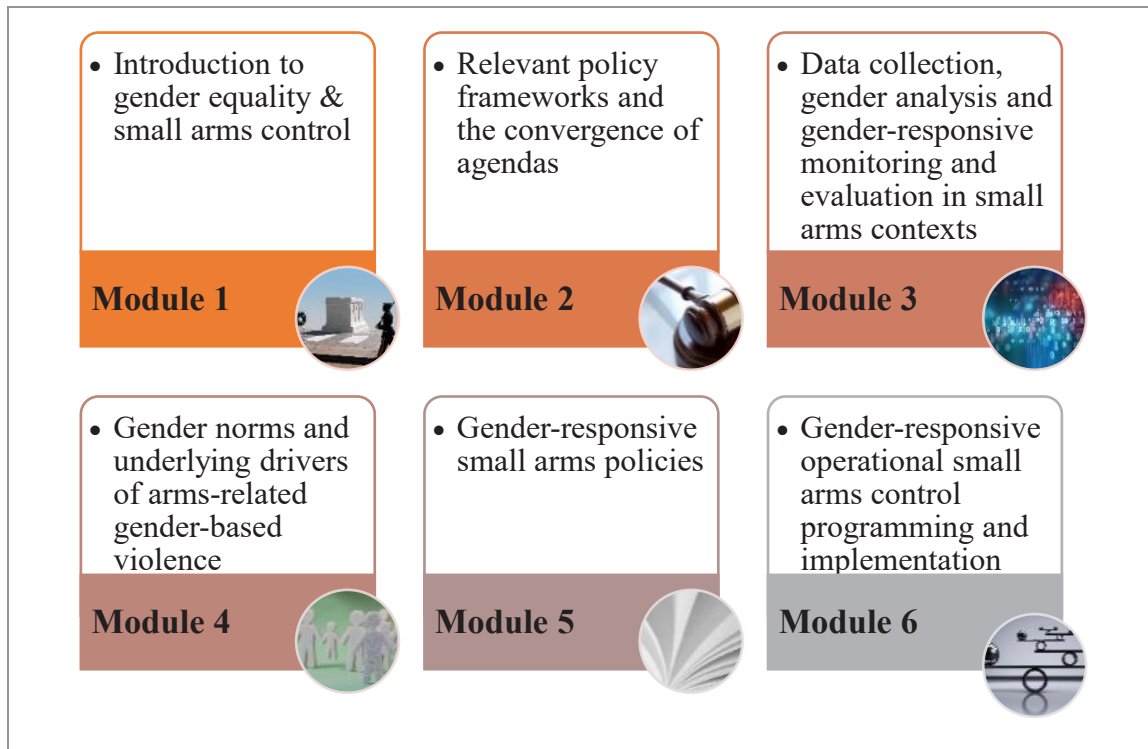 • Introduction to
gender equality &
small arms control
Module 1
• Relevant policy
frameworks and
the convergence of
agendas
Module 2
• Data collection,
gender analysis and
gender-responsive
monitoring and
evaluation in small
arms contexts
Module 3
• Gender norms and
underlying drivers
of arms-related
gender-based
violence
Module 4
• Gender-responsive
small arms policies
Module 5
• Gender-responsive
operational small
arms control
programming and
implementation
Module 6